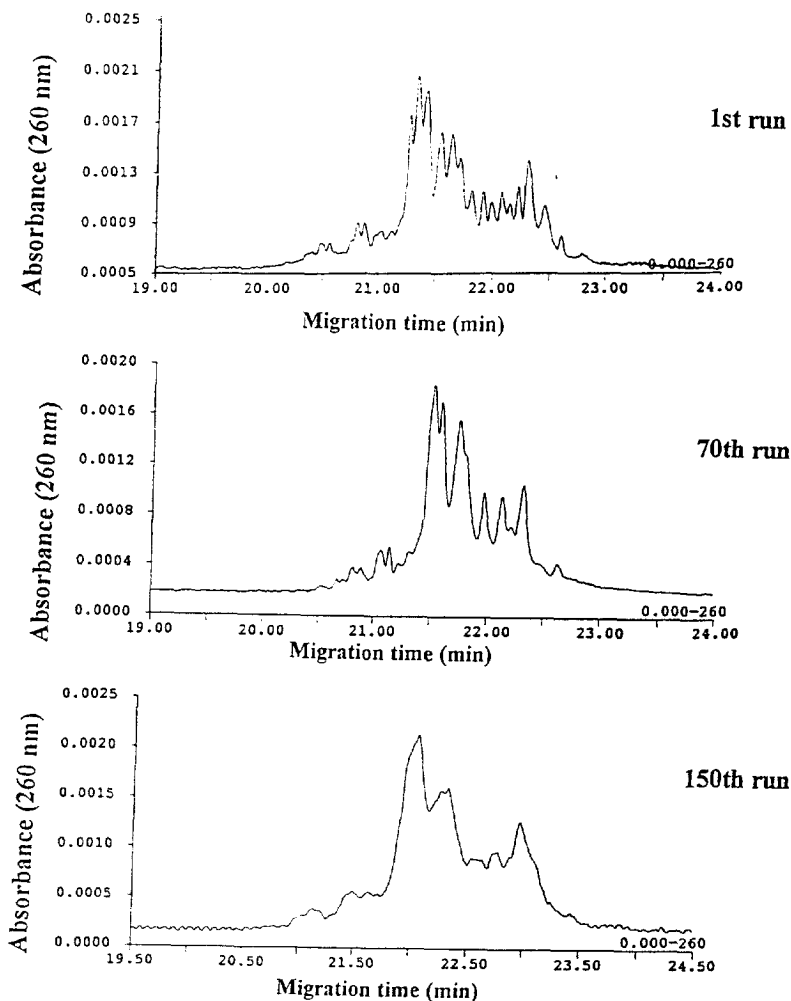 0.0025
0.0021
0.0017
0.0013
0.0009
0.0005
Absorbance (260 nm)
1st run
0.000-260
19.00 20.00 21.00 22.00 23.00 24.00
Migration time (min)
0.0020
0.0016
0.0012
0.0008
0.0004
0.0000
Absorbance (260 nm)
70th run
0.000-260
19.00 20.00 21.00 22.00 23.00 24.00
Migration time (min)
0.0025
0.0020
0.0015
0.0010
0.0005
0.0000
Absorbance (260 nm)
150th run
0.000-260
19.50 20.50 21.50 22.50 23.50 24.50
Migration time (min)